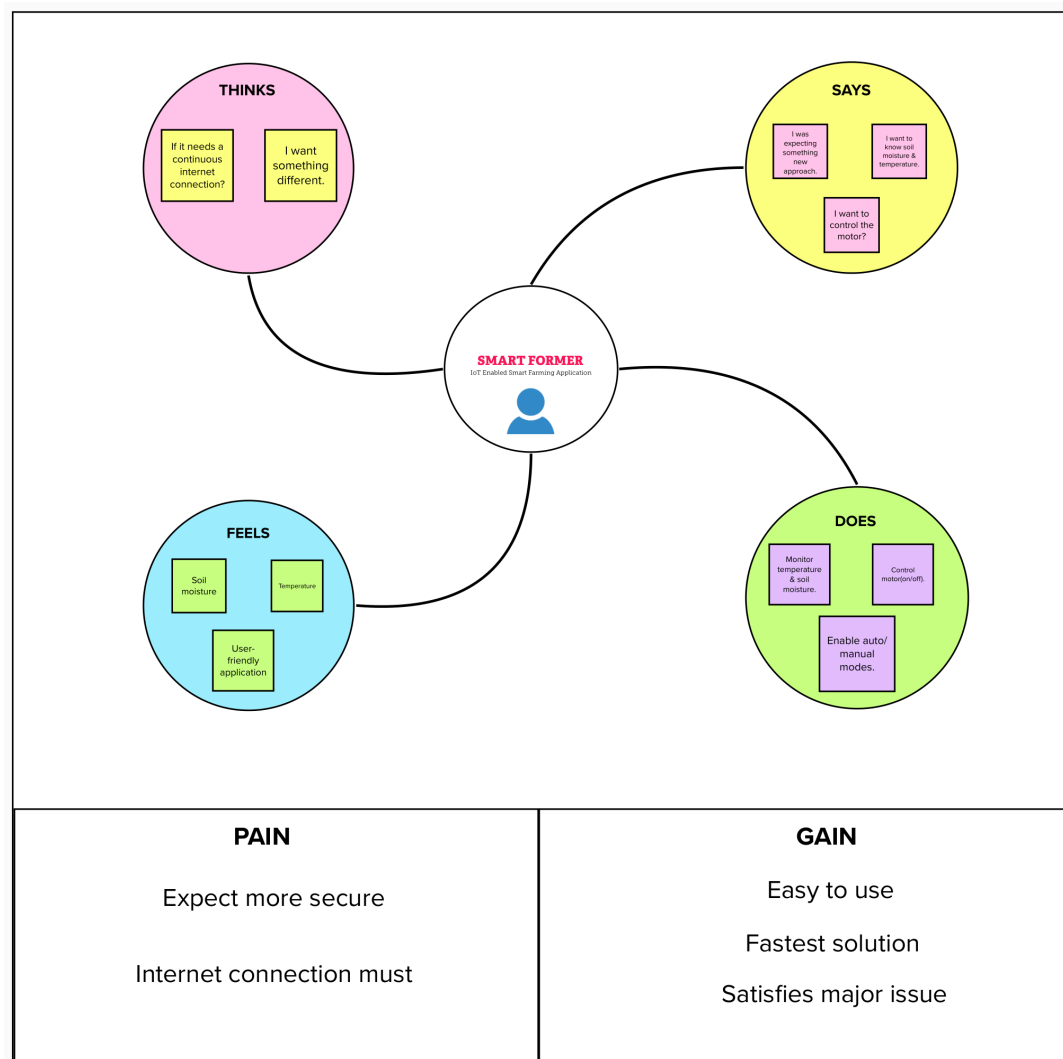 THINKS
If it needs a
continuous
internet
connection?
I want
something
different.
SAYS
I was
expecting
something
new
approach.
I want to
know soil
moisture &
temperature.
I want to
control the
motor?
SMART FORMER
IoT Enabled Smart Farming Application
FEELS
Soil
moisture
Temperature
User-
friendly
application
DOES
Monitor
temperature
& soil
moisture.
Control
motor(on/off).
Enable auto/
manual
modes.
PAIN
Expect more secure
Internet connection must
GAIN
Easy to use
Fastest solution
Satisfies major issue